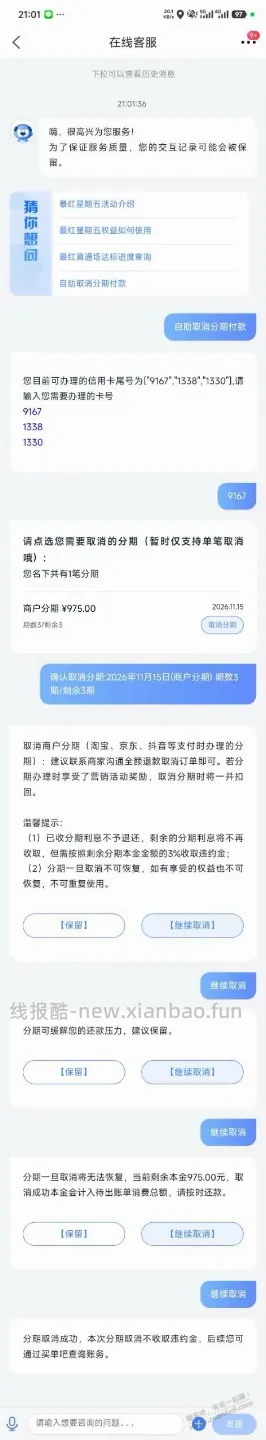 21:01
97
在线客服
下拉可以查看历史消息
21:01:36
嗨，很高兴为您服务！
为了保证服务质量，您的交互记录可能会被保
留。
猜你想问
最红星期五活动介绍
最红星期五权益如何使用
最红直通场达标进度查询
自助取消分期付款
自助取消分期付款
您目前可办理的信用卡尾号为["9167","1338","1330"],请
输入您需要办理的卡号
9167
1338
1330
9167
请点选您需要取消的分期（暂时仅支持单笔取消
哦）：
您名下共有1笔分期
商户分期 ¥975.00
2026.11.15
期数3/剩余3
取消分期
确认取消分期:2026年11月15日(商户分期) 期数3
期/剩余3期
取消商户分期（淘宝、京东、抖音等支付时办理的分
期）：建议联系商家沟通全额退款取消订单即可。若分
期办理时享受了营销活动奖励，取消分期时将一并扣
回。
温馨提示：
（1）已收分期利息不予退还，剩余的分期利息将不再
收取，但需按照剩余分期本金金额的3%收取违约金；
（2）分期一旦取消不可恢复，如有享受的权益也不可
恢复，不可重复使用。
【保留】
【继续取消】
继续取消
线报酷-new.xianbao.fun
分期可缓解您的还款压力，建议保留。
【保留】
【继续取消】
继续取消
分期一旦取消将无法恢复，当前剩余本金975.00元，取
消成功本金会计入待出账单消费总额，请按时还款。
【保留】
【继续取消】
继续取消
分期取消成功，本次分期取消不收取违约金，后续您可
通过买单吧查询账务。
请输入想要咨询的问题...
发送